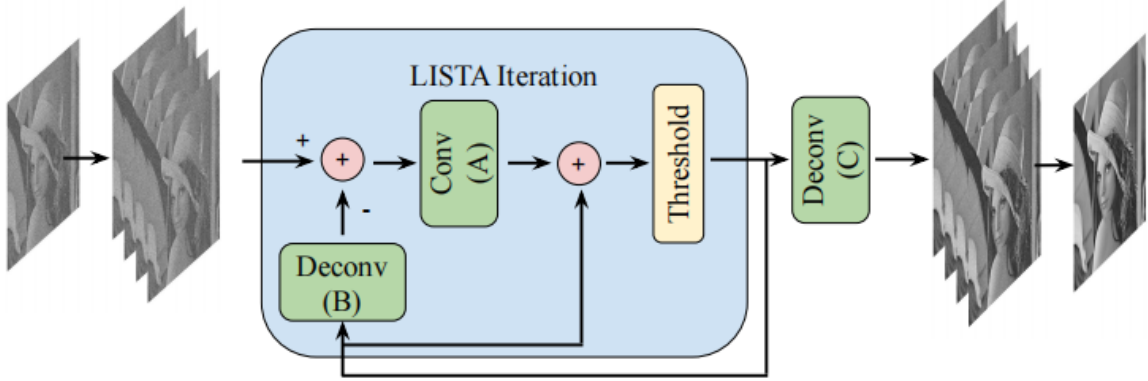 LISTA Iteration
+
+
Conv
(A)
+
Threshold
Deconv
(C)
-
Deconv
(B)